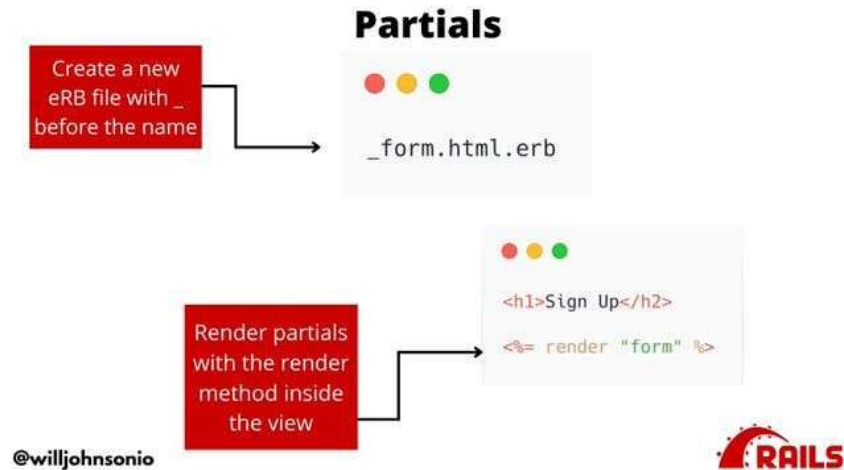 Partials
Create a new
eRB file with _
before the name
_form.html.erb
<h1>Sign Up</h2>
<%= render "form" %>
Render partials
with the render
method inside
the view
@willjohnsonio
RAILS